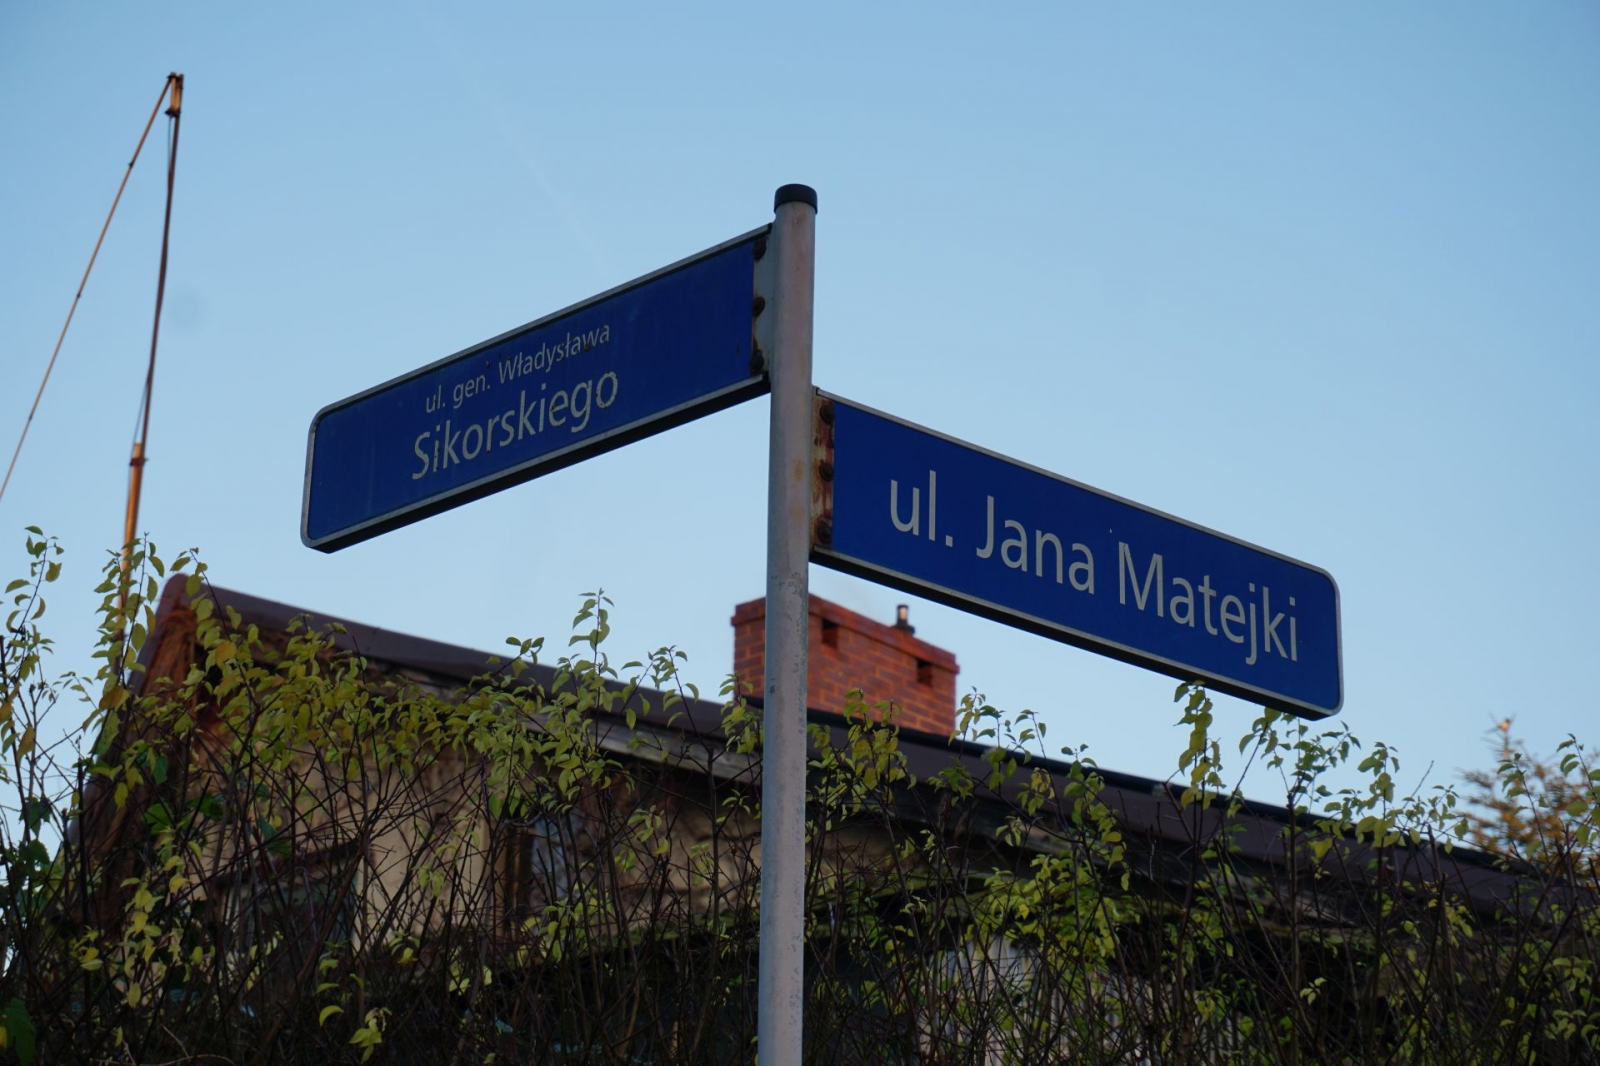 ul. gen. Władysława
Sikorskiego
ul. Jana Matejki